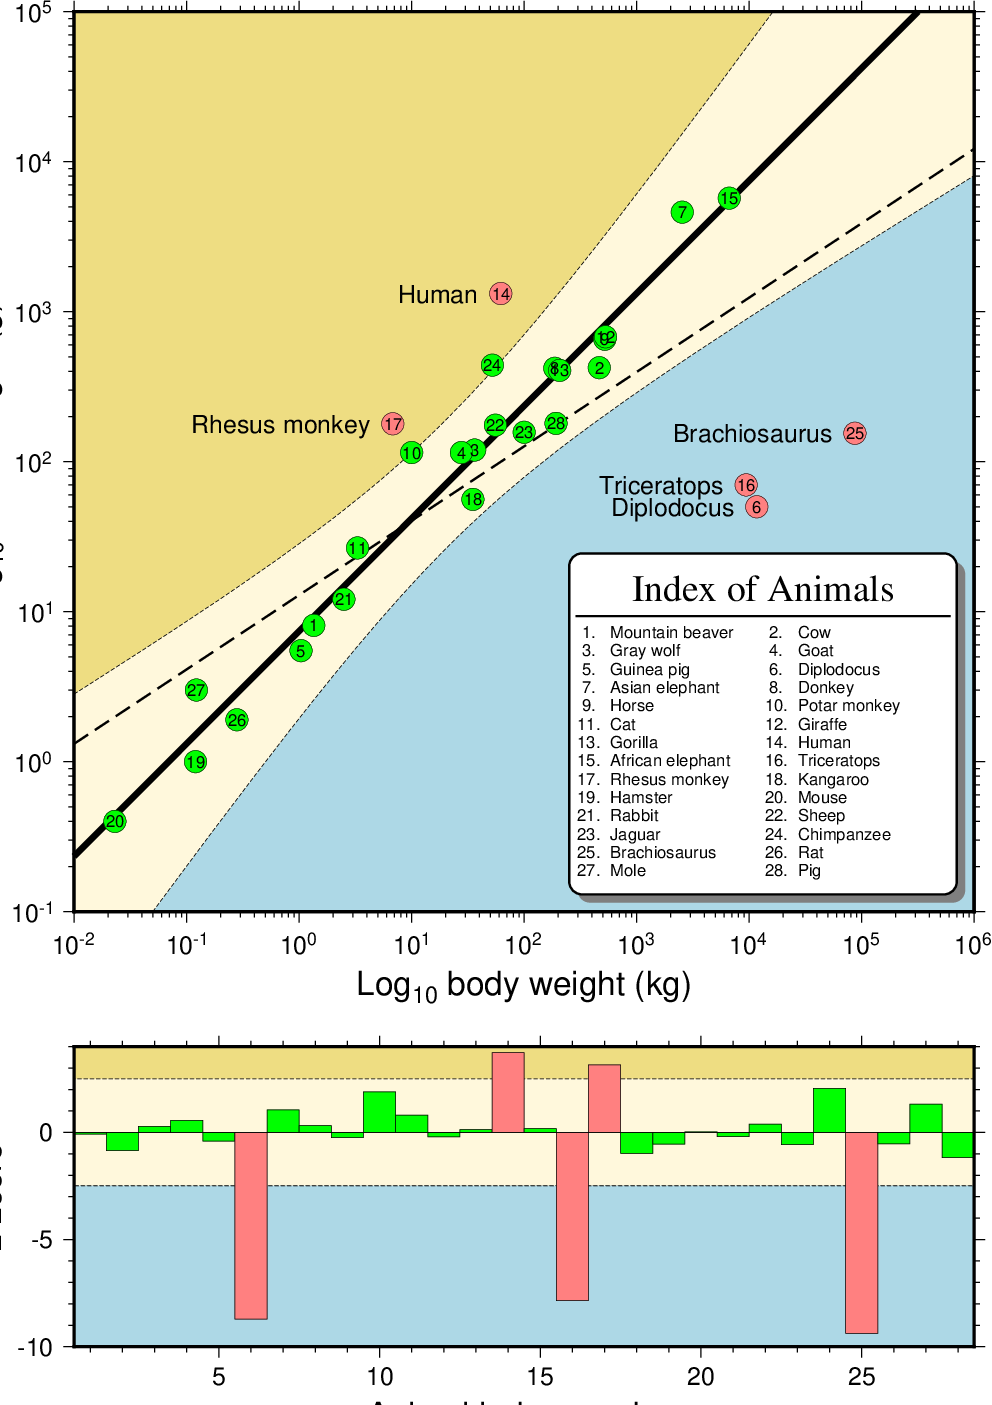 10^5
10^4
Human 14
7
15
10^3
24
12
9
8
13
2
Rhesus monkey 17
10
22
23
28
Brachiosaurus 25
10^2
4
3
18
Triceratops 16
Diplodocus 6
11
21
1
5
10^1
27
26
19
20
10^0
10^-1
Index of Animals
1. Mountain beaver 2. Cow
3. Gray wolf 4. Goat
5. Guinea pig 6. Diplodocus
7. Asian elephant 8. Donkey
9. Horse 10. Potar monkey
11. Cat 12. Giraffe
13. Gorilla 14. Human
15. African elephant 16. Triceratops
17. Rhesus monkey 18. Kangaroo
19. Hamster 20. Mouse
21. Rabbit 22. Sheep
23. Jaguar 24. Chimpanzee
25. Brachiosaurus 26. Rat
27. Mole 28. Pig
10^-2 10^-1 10^0 10^1 10^2 10^3 10^4 10^5 10^6
Log10 body weight (kg)
0
-5
-10
5 10 15 20 25